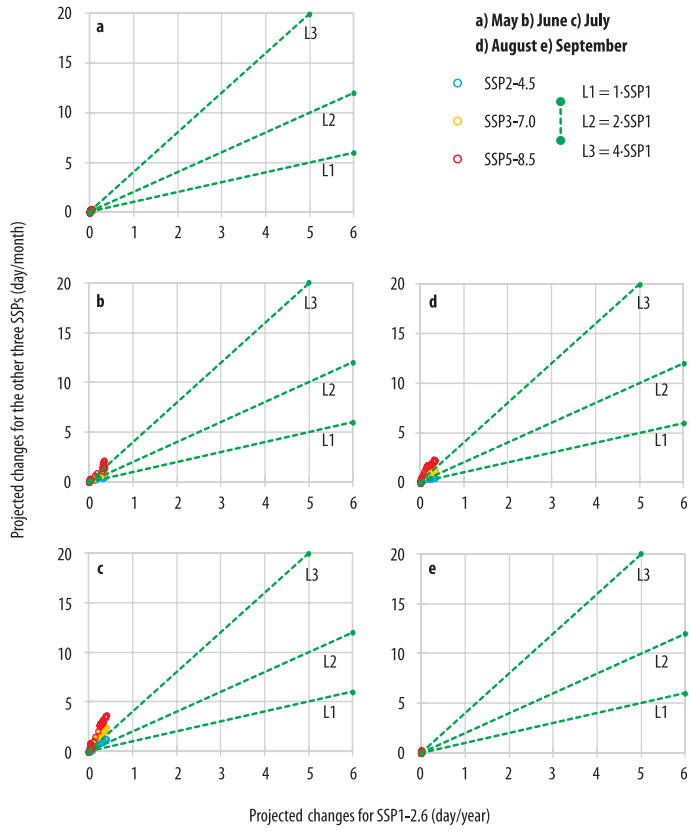 a) May b) June c) July
d) August e) September
SSP2-4.5
SSP3-7.0
SSP5-8.5
L1 = 1·SSP1
L2 = 2·SSP1
L3 = 4·SSP1
Projected changes for the other three SSPs (day/month)
a
20
15
10
5
0
L3
L2
L1
0 1 2 3 4 5 6
b
20
15
10
5
0
L3
L2
L1
0 1 2 3 4 5 6
d
20
15
10
5
0
L3
L2
L1
0 1 2 3 4 5 6
c
20
15
10
5
0
L3
L2
L1
0 1 2 3 4 5 6
e
20
15
10
5
0
L3
L2
L1
0 1 2 3 4 5 6
Projected changes for SSP1-2.6 (day/year)